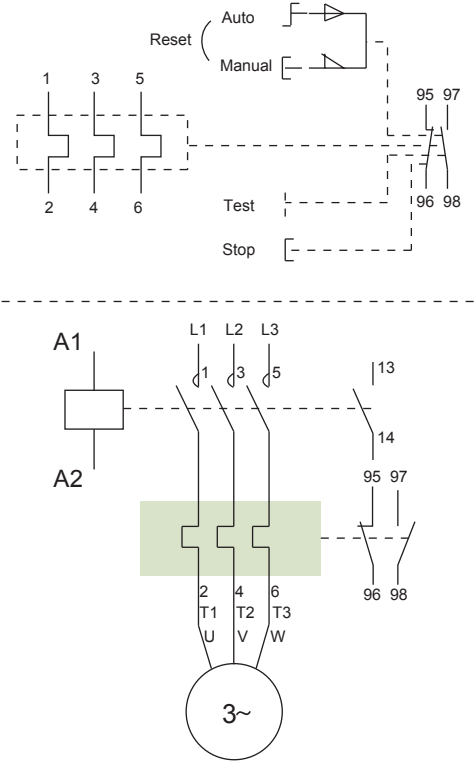 Auto
Reset
Manual
1 3 5
95 97
2 4 6
96 98
Test
Stop
A1
L1 L2 L3
1 3 5
13
14
A2
95 97
2 4 6
96 98
T1 T2 T3
U V W
3~